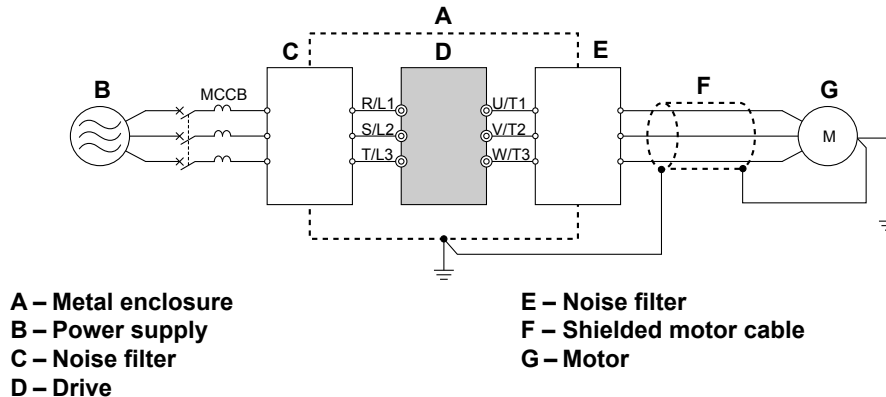 A
C
D
E
B
MCCB
F
G
R/L1
U/T1
S/L2
V/T2
M
T/L3
W/T3
A – Metal enclosure
B – Power supply
C – Noise filter
D – Drive
E – Noise filter
F – Shielded motor cable
G – Motor